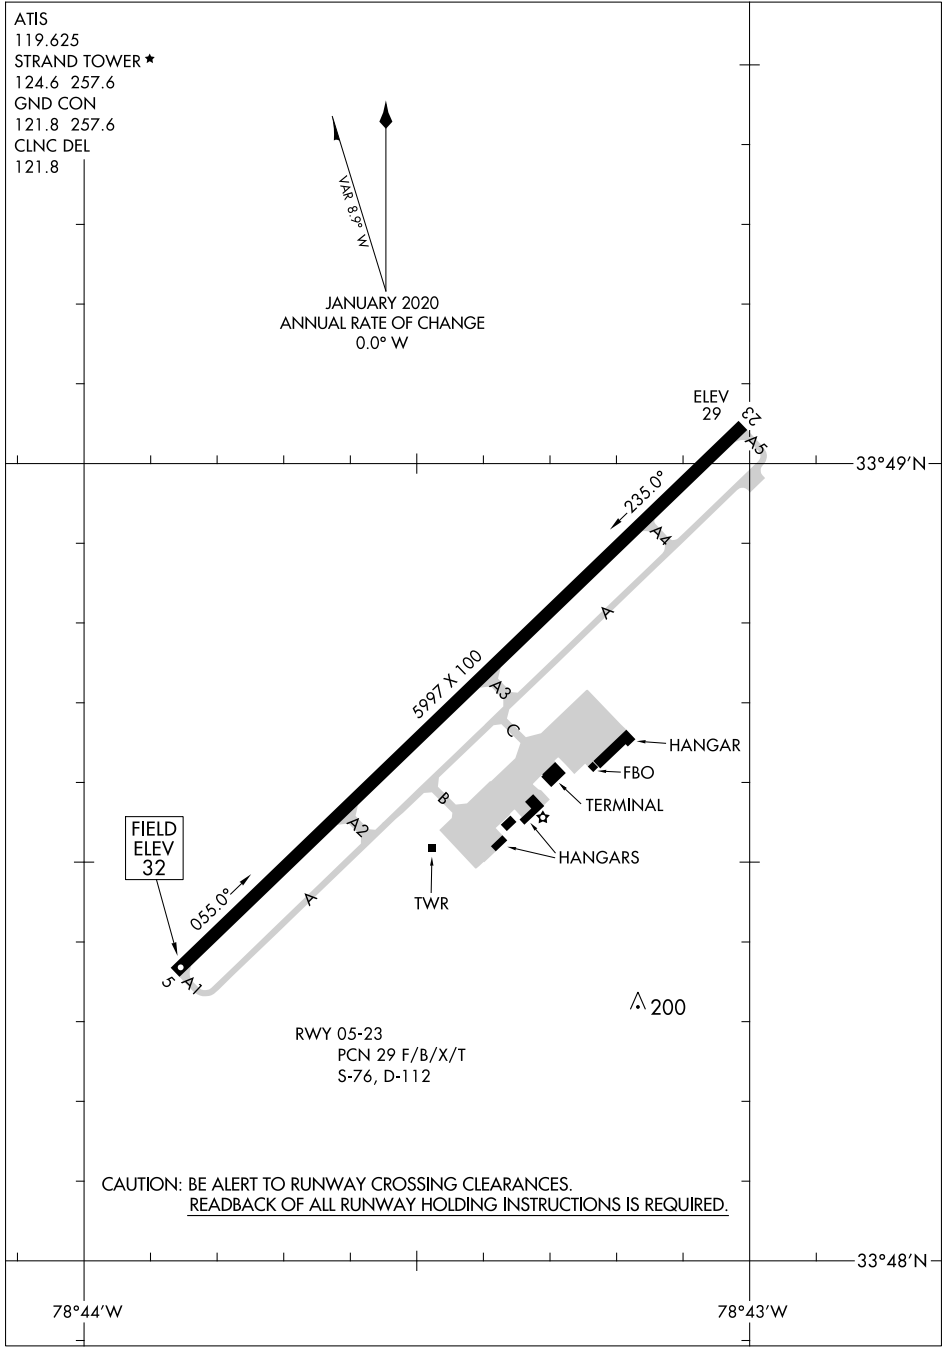 ATIS
119.625
STRAND TOWER
124.6 257.6
GND CON
121.8 257.6
CLNC DEL
121.8
VAR 8.9° W
JANUARY 2020
ANNUAL RATE OF CHANGE
0.0° W
ELEV
29
23
A5
33°49'N
235.0°
A4
A
5997 X 100
A3
C
HANGAR
FBO
TERMINAL
B
A2
HANGARS
FIELD
ELEV
32
TWR
055.0°
A
5
A1
200
RWY 05-23
PCN 29 F/B/X/T
S-76, D-112
CAUTION: BE ALERT TO RUNWAY CROSSING CLEARANCES.
READBACK OF ALL RUNWAY HOLDING INSTRUCTIONS IS REQUIRED.
33°48'N
78°44'W
78°43'W